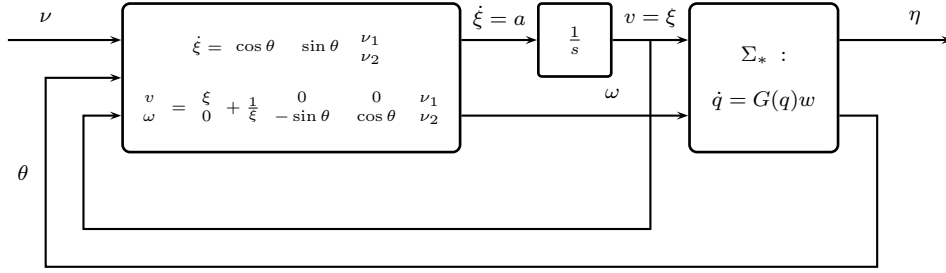 ν
ξ̇ = a
v = ξ
η
ξ̇ = cos θ sin θ ν₁ ν₂
1/s
Σ* :
q̇ = G(q)w
ω
v ω = ξ 0 + 1/ξ 0 0 − sin θ cos θ ν₁ ν₂
θ